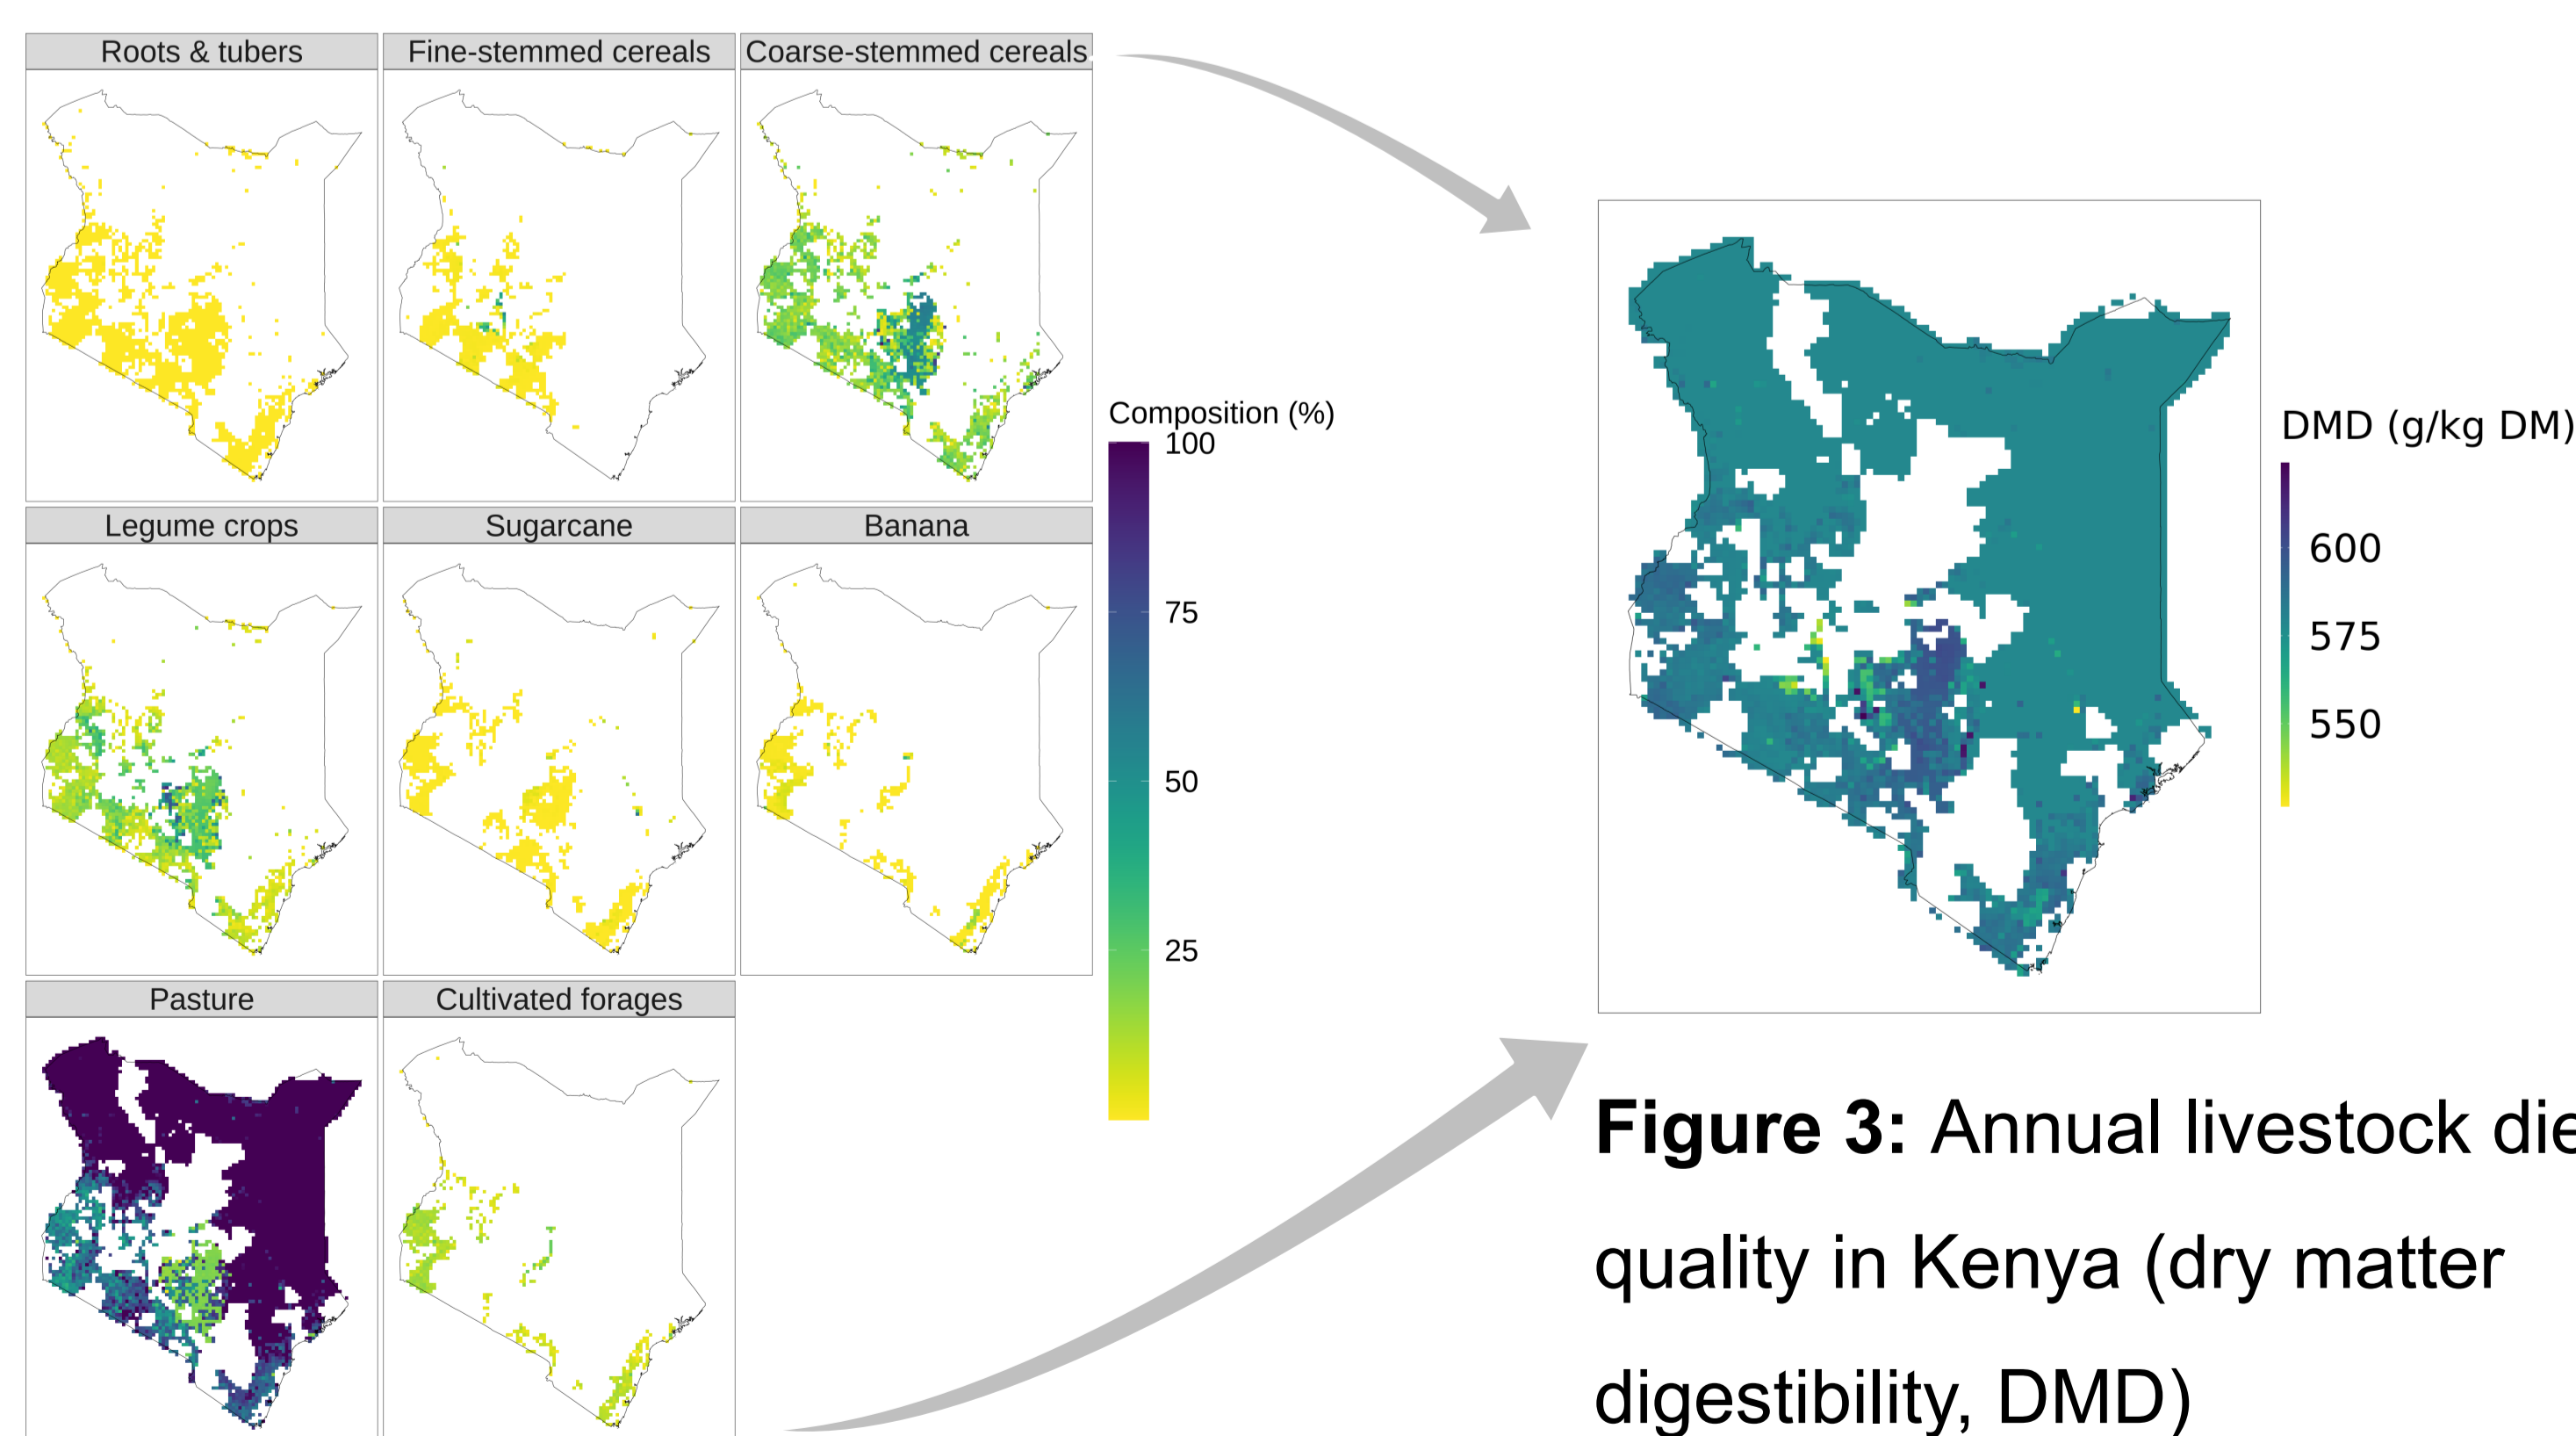 Roots & tubers
Fine-stemmed cereals
Coarse-stemmed cereals
Legume crops
Sugarcane
Banana
Pasture
Cultivated forages
Composition (%)
100
75
50
25
DMD (g/kg DM)
600
575
550
Figure 3: Annual livestock die
quality in Kenya (dry matter
digestibility, DMD)